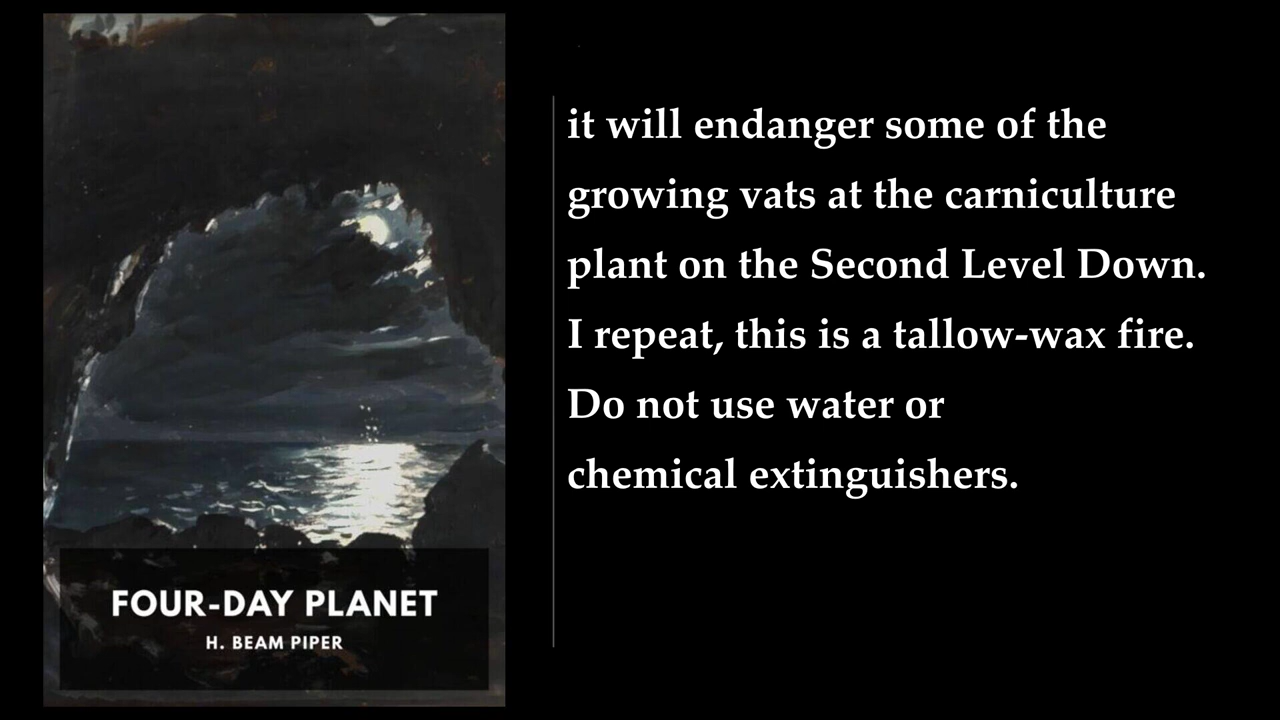 FOUR-DAY PLANET
H. BEAM PIPER
it will endanger some of the
growing vats at the carniculture
plant on the Second Level Down.
I repeat, this is a tallow-wax fire.
Do not use water or
chemical extinguishers.